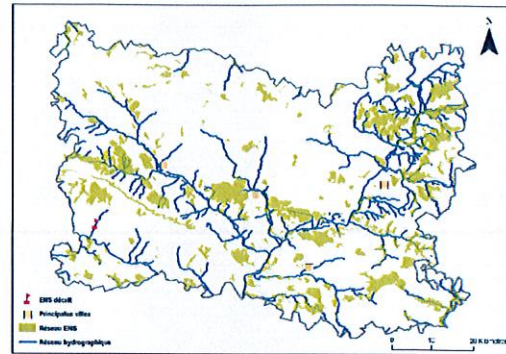 N
ENS décrit
Principales villes
Réseau ENS
Réseau hydrographique
0 10 20 Kilomètres